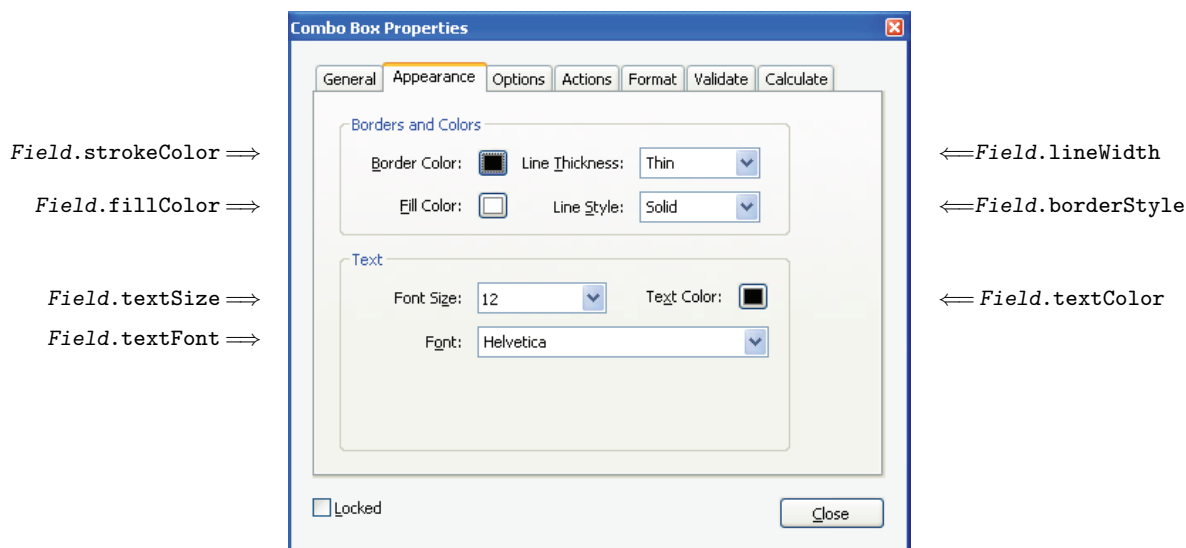 Combo Box Properties
General Appearance Options Actions Format Validate Calculate
Borders and Colors
Field.strokeColor⟹ Border Color: Line Thickness: Thin ⟸Field.lineWidth
Field.fillColor⟹ Fill Color: Line Style: Solid ⟸Field.borderStyle
Text
Field.textSize⟹ Font Size: 12 Text Color: ⟸Field.textColor
Field.textFont⟹ Font: Helvetica
Locked Close